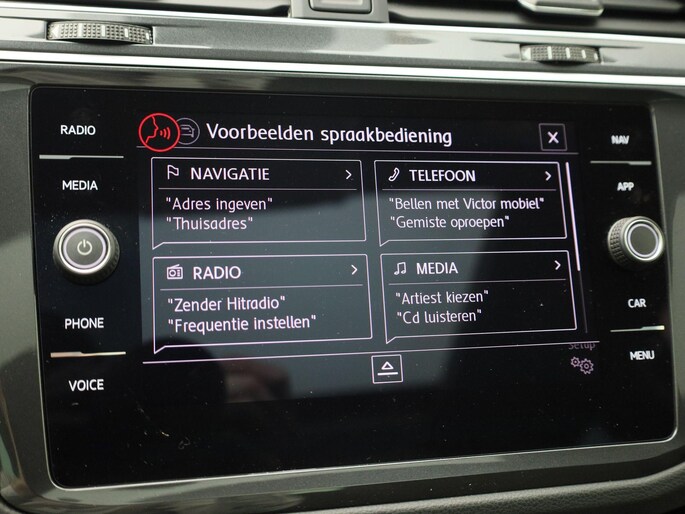 RADIO
MEDIA
PHONE
VOICE
Voorbeelden spraakbediening
NAVIGATIE
"Adres ingeven"
"Thuisadres"
TELEFOON
"Bellen met Victor mobiel"
"Gemiste oproepen"
RADIO
"Zender Hitradio"
"Frequentie instellen"
MEDIA
"Artiest kiezen"
"Cd luisteren"
Setup
NAV
APP
CAR
MENU